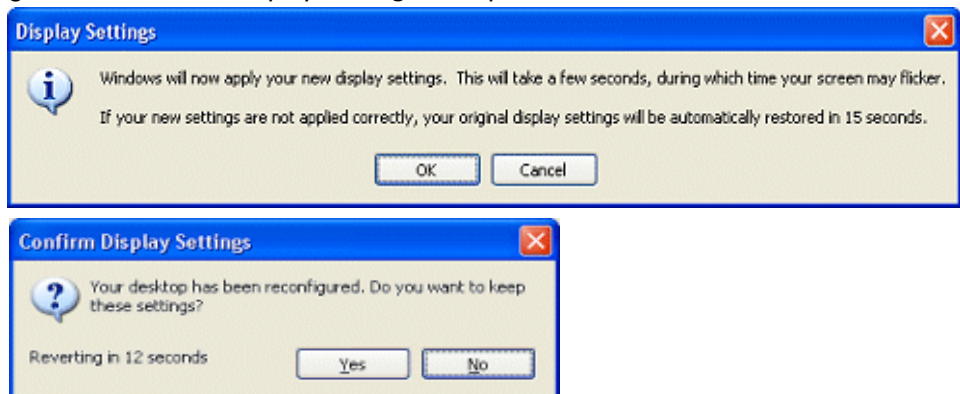 Display Settings
Windows will now apply your new display settings. This will take a few seconds, during which time your screen may flicker.
If your new settings are not applied correctly, your original display settings will be automatically restored in 15 seconds.
OK Cancel
Confirm Display Settings
Your desktop has been reconfigured. Do you want to keep
these settings?
Reverting in 12 seconds Yes No